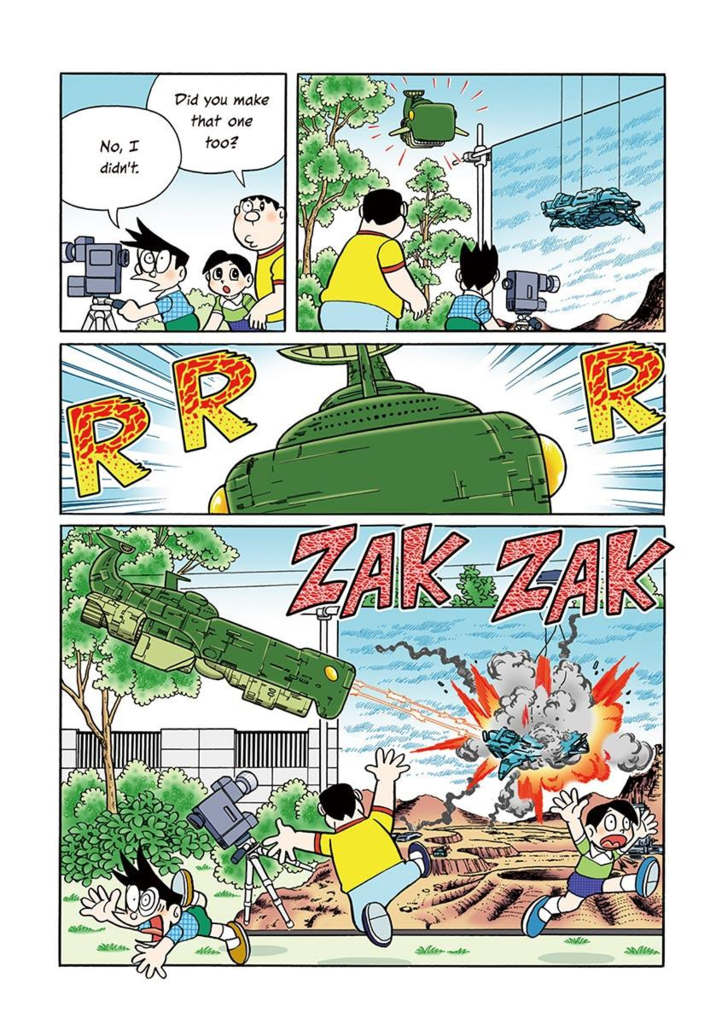 Did you make
that one
too?
No, I
didn't.
R
R
R
ZAK
ZAK